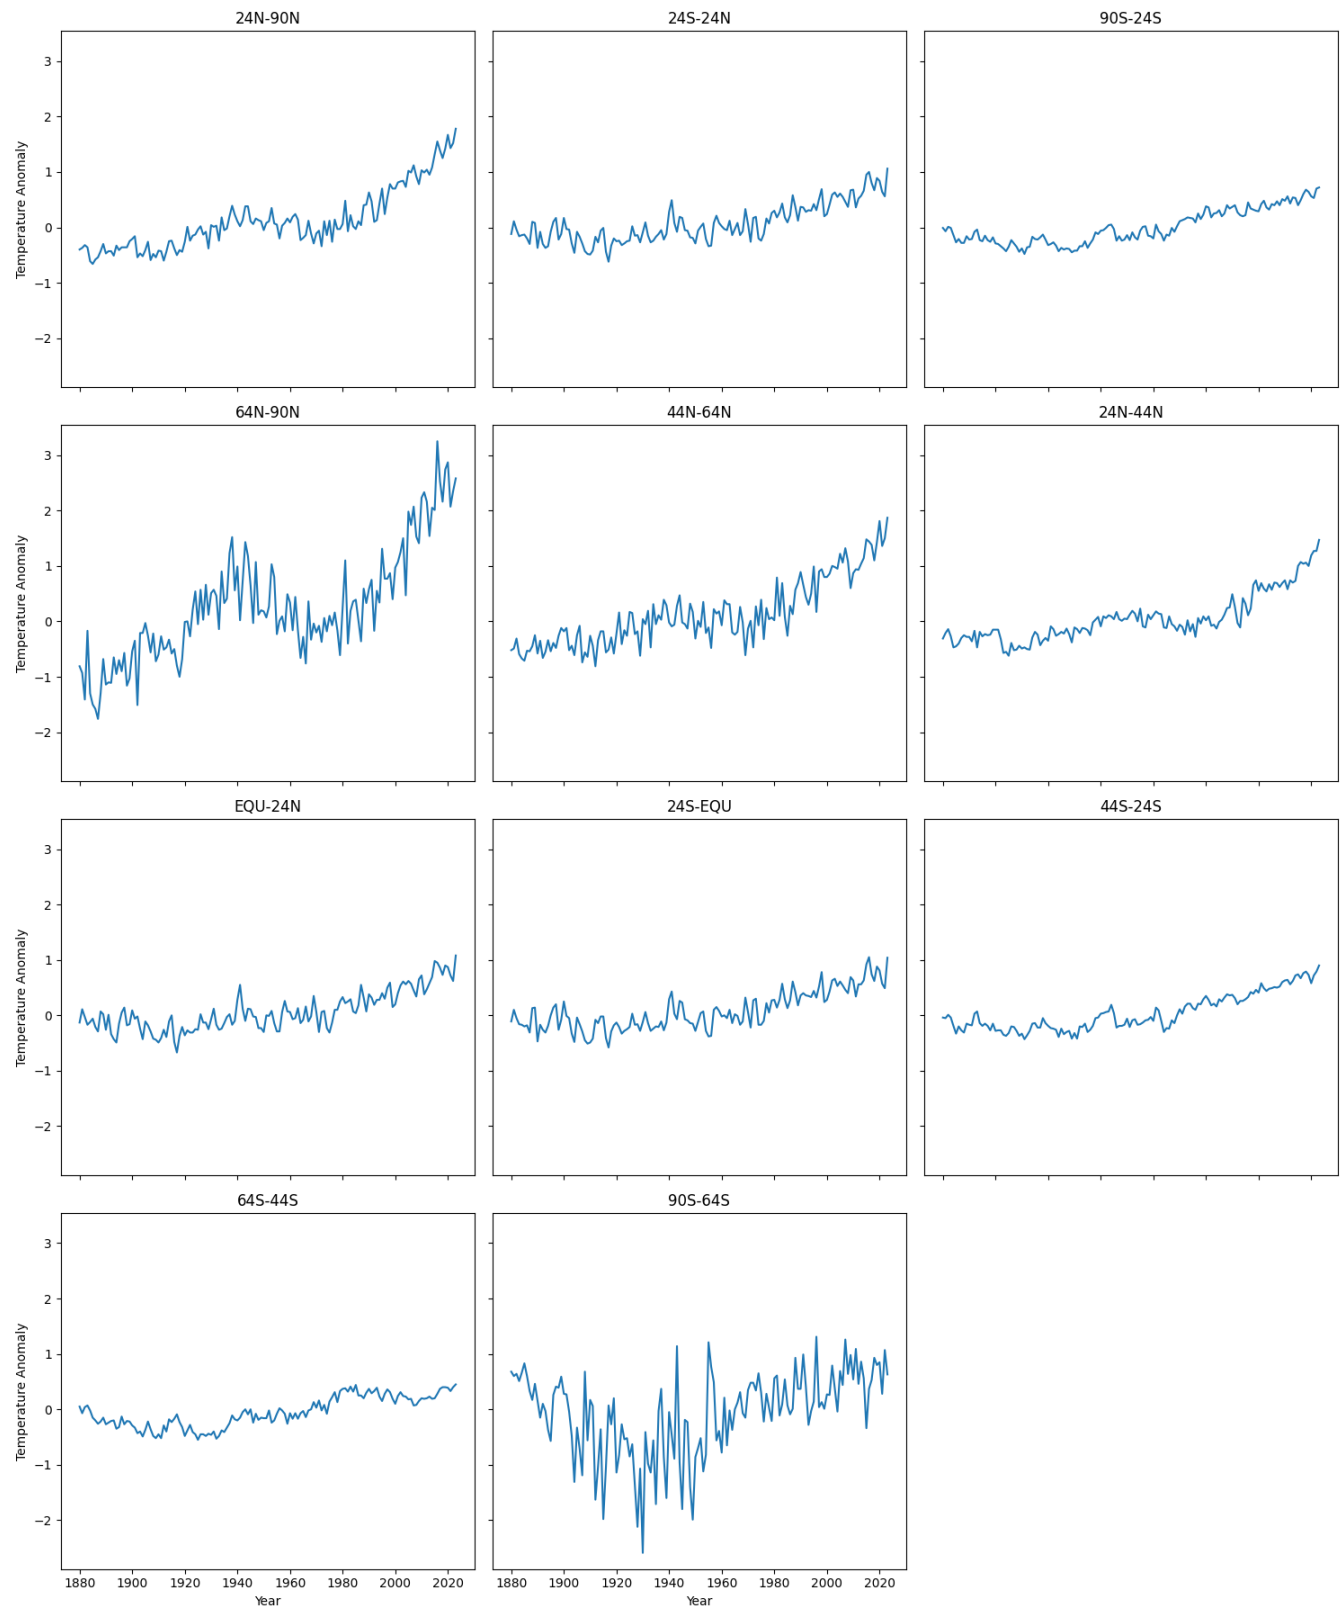 24N-90N
24S-24N
90S-24S
3
2
1
0
−1
−2
Temperature Anomaly
64N-90N
44N-64N
24N-44N
3
2
1
0
−1
−2
Temperature Anomaly
EQU-24N
24S-EQU
44S-24S
3
2
1
0
−1
−2
Temperature Anomaly
64S-44S
90S-64S
3
2
1
0
−1
−2
Temperature Anomaly
1880 1900 1920 1940 1960 1980 2000 2020
Year
1880 1900 1920 1940 1960 1980 2000 2020
Year